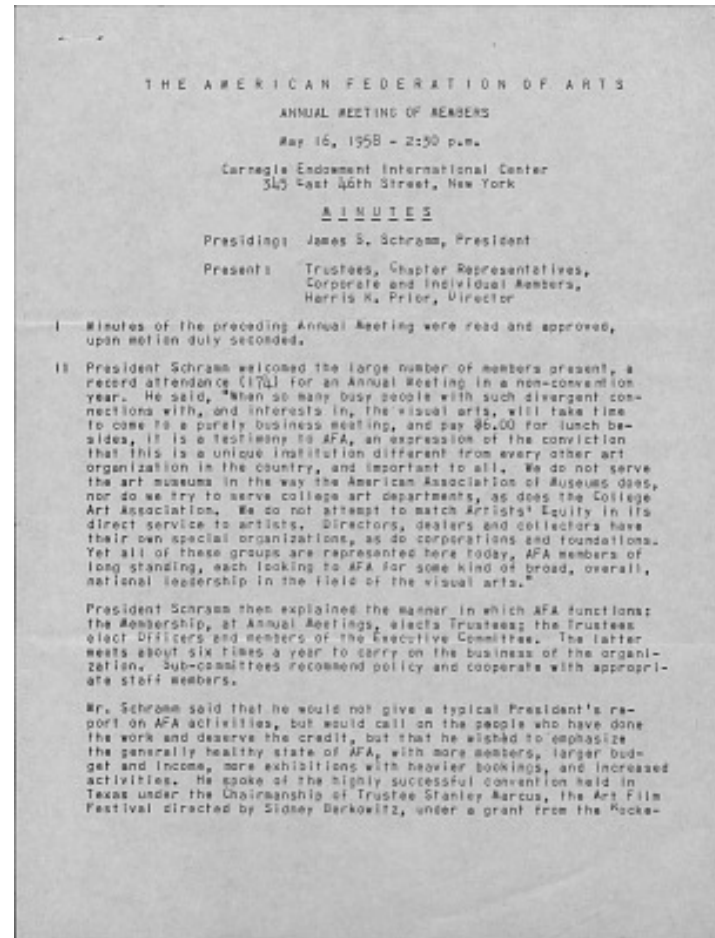 THE AMERICAN FEDERATION OF ARTS
ANNUAL MEETING OF MEMBERS
May 16, 1958 - 2:30 p.m.
Carnegie Endowment International Center
345 East 46th Street, New York
MINUTES
Presiding: James S. Schramm, President
Present: Trustees, Chapter Representatives,
Corporate and Individual Members,
Harris K. Prior, Director
I Minutes of the preceding Annual Meeting were read and approved,
upon motion duly seconded.
II President Schramm welcomed the large number of members present, a
record attendance (174) for an Annual Meeting in a non-convention
year. He said, "When so many busy people with such divergent con-
nections with, and interests in, the visual arts, will take time
to come to a purely business meeting, and pay $6.00 for lunch be-
sides, it is a testimony to AFA, an expression of the conviction
that this is a unique institution different from every other art
organization in the country, and important to all. We do not serve
the art museums in the way the American Association of Museums does,
nor do we try to serve college art departments, as does the College
Art Association. We do not attempt to match Artists' Equity in its
direct service to artists. Directors, dealers and collectors have
their own special organizations, as do corporations and foundations.
Yet all of these groups are represented here today, AFA members of
long standing, each looking to AFA for some kind of broad, overall,
national leadership in the field of the visual arts."
President Schramm then explained the manner in which AFA functions:
the Membership, at Annual Meetings, elects Trustees; the Trustees
elect Officers and members of the Executive Committee. The latter
meets about six times a year to carry on the business of the organi-
zation. Sub-committees recommend policy and cooperate with appropri-
ate staff members.
Mr. Schramm said that he would not give a typical President's re-
port on AFA activities, but would call on the people who have done
the work and deserve the credit, but that he wished to emphasize
the generally healthy state of AFA, with more members, larger bud-
get and income, more exhibitions with heavier bookings, and increased
activities. He spoke of the highly successful convention held in
Texas under the Chairmanship of Trustee Stanley Marcus, the Art Film
Festival directed by Sidney Berkowitz, under a grant from the Rocke-